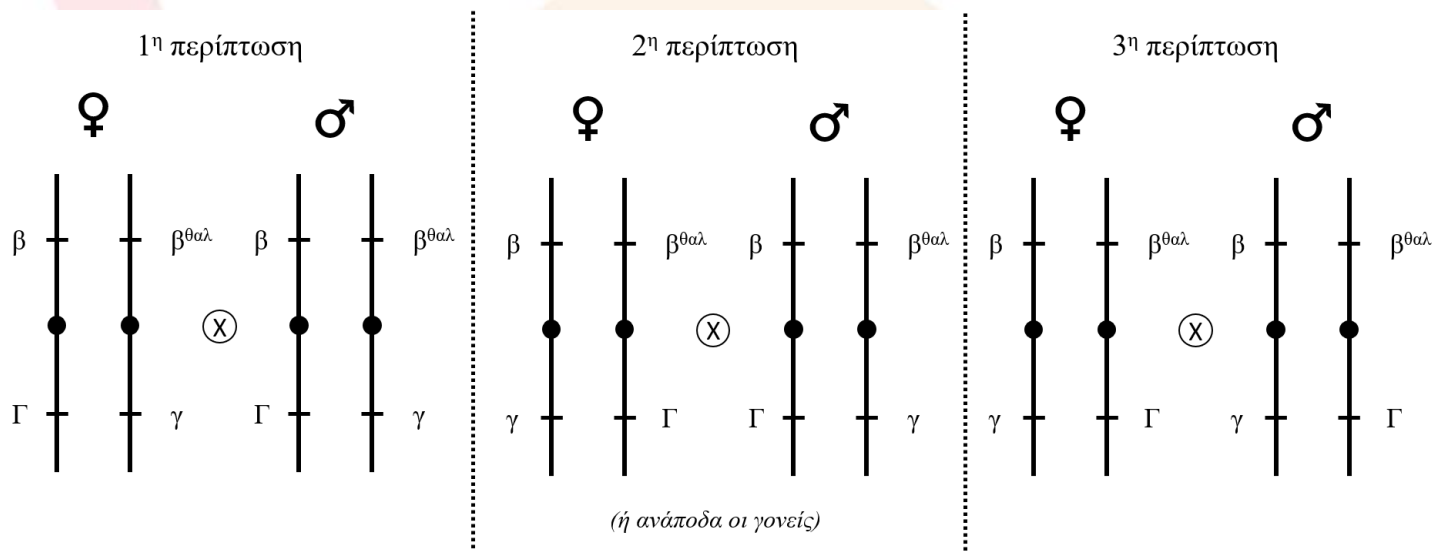 1η περίπτωση 2η περίπτωση 3η περίπτωση
♀ ♂ ♀ ♂ ♀ ♂
β βθαλ β βθαλ β βθαλ β βθαλ β βθαλ β βθαλ
X X X
Γ γ Γ γ γ Γ Γ γ γ Γ γ Γ
(ή ανάποδα οι γονείς)